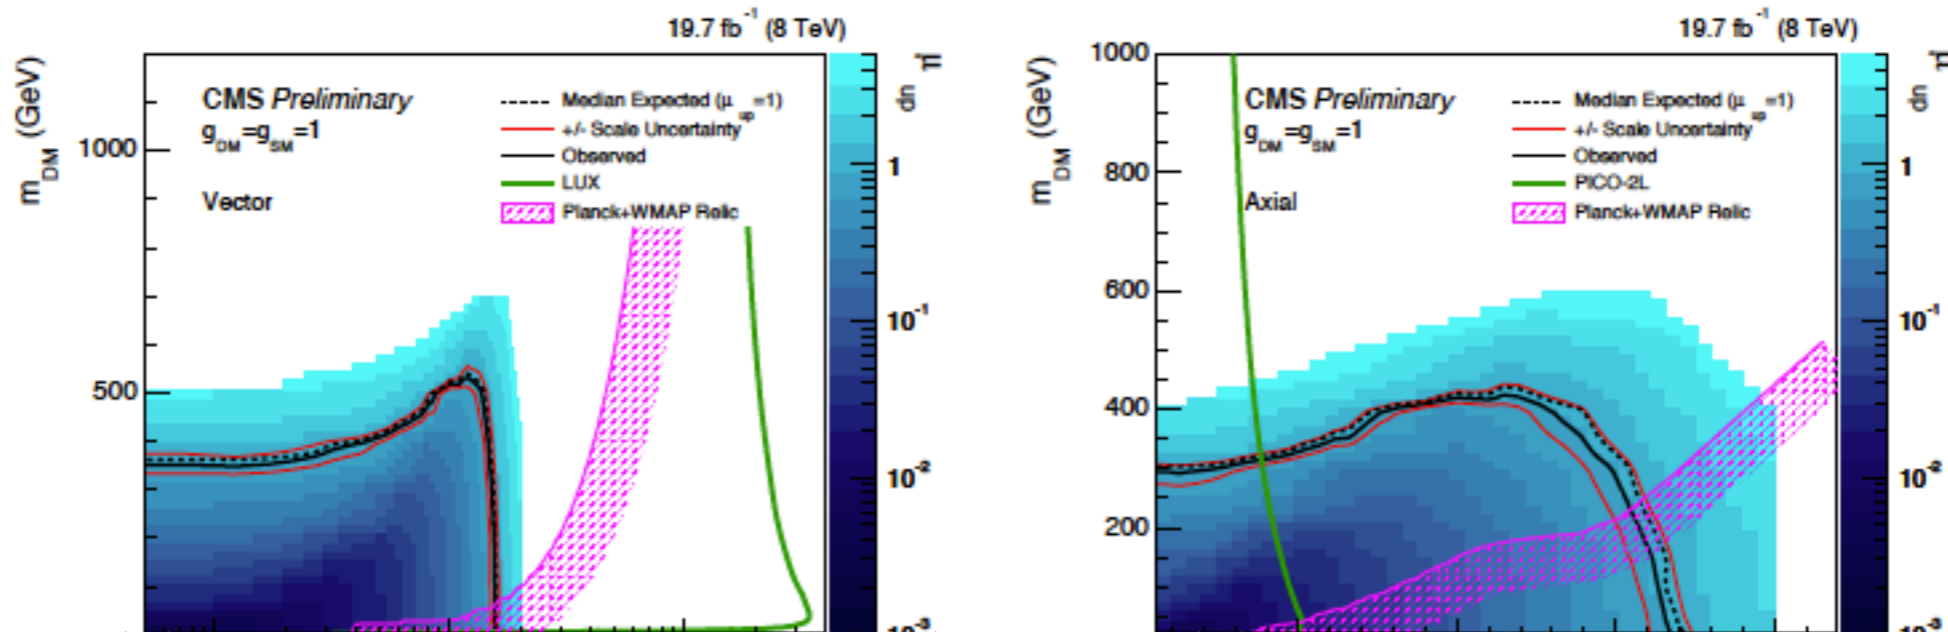 19.7 fb⁻¹ (8 TeV)
m_DM (GeV)
CMS Preliminary
g_DM=g_SM=1
Vector
Median Expected (μ_up=1)
+/- Scale Uncertainty
Observed
LUX
Planck+WMAP Relic
1000
500
1
10⁻¹
10⁻²
10⁻³
19.7 fb⁻¹ (8 TeV)
m_DM (GeV)
CMS Preliminary
g_DM=g_SM=1
Axial
Median Expected (μ_up=1)
+/- Scale Uncertainty
Observed
PICO-2L
Planck+WMAP Relic
1000
800
600
400
200
1
10⁻¹
10⁻²